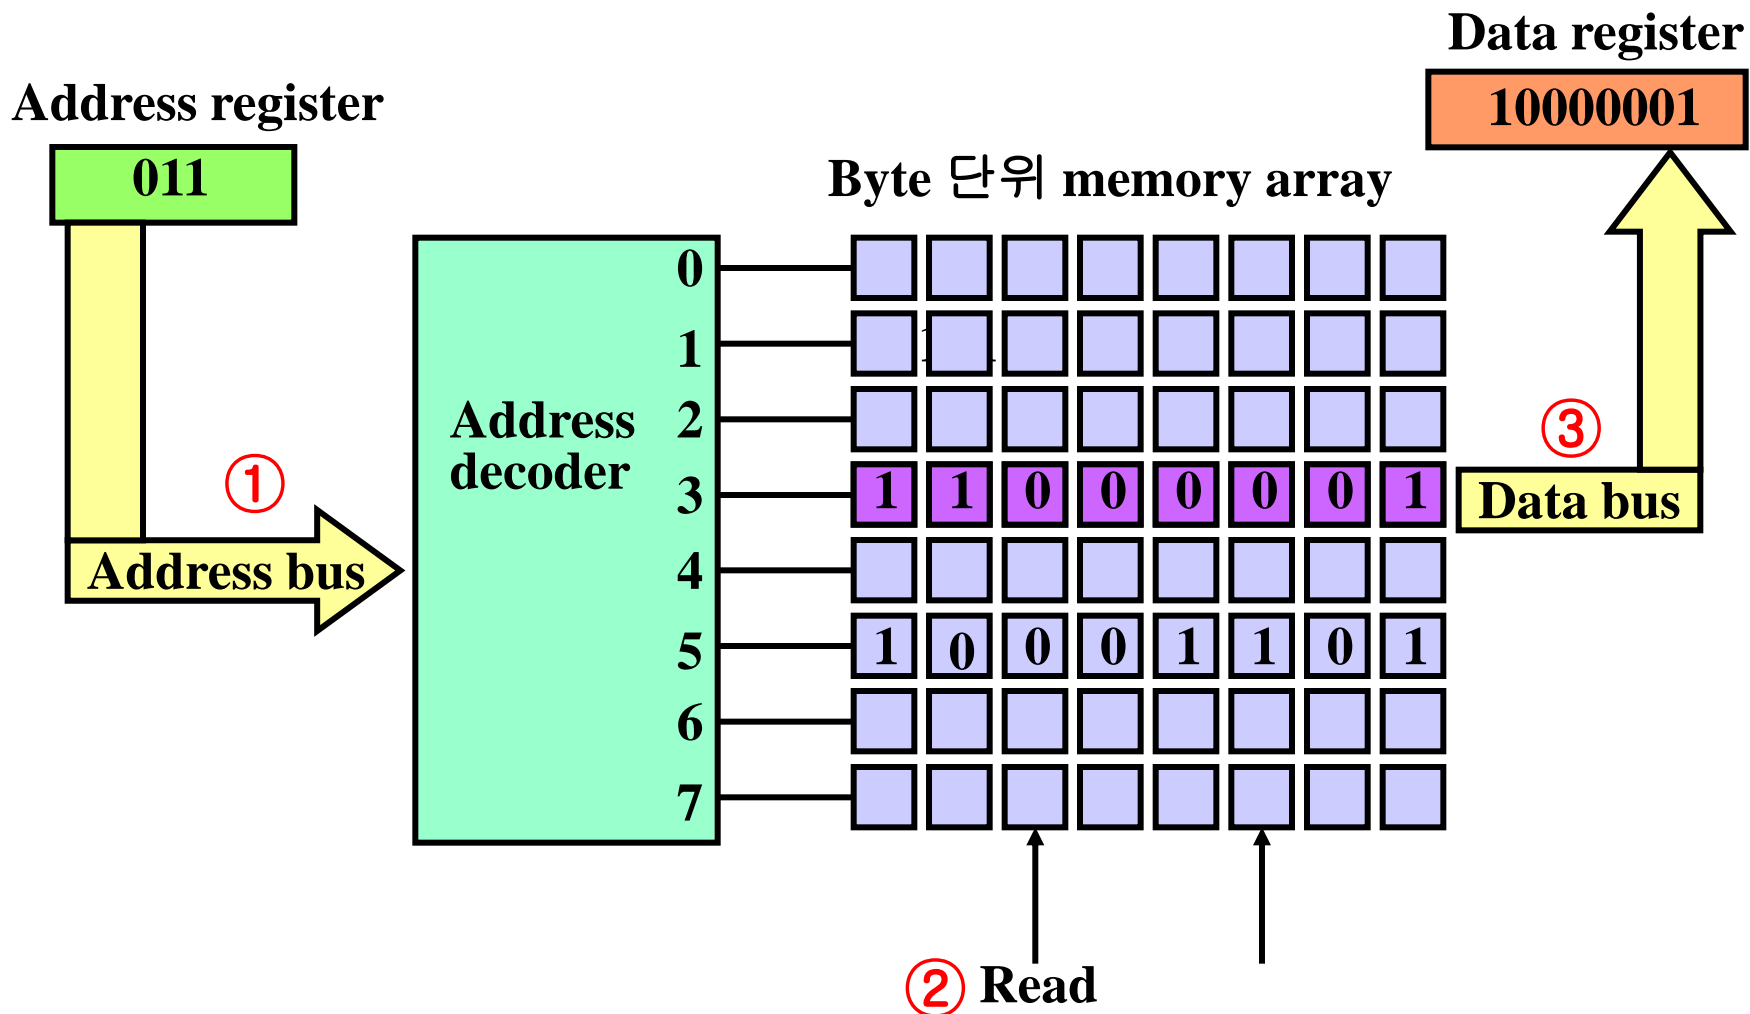 Data register
10000001
Address register
011
Byte 단위 memory array
0
1
2
Address
decoder
①
③
3
1 1 0 0 0 0 0 1
Data bus
Address bus
4
5
1 0 0 0 1 1 0 1
6
7
② Read